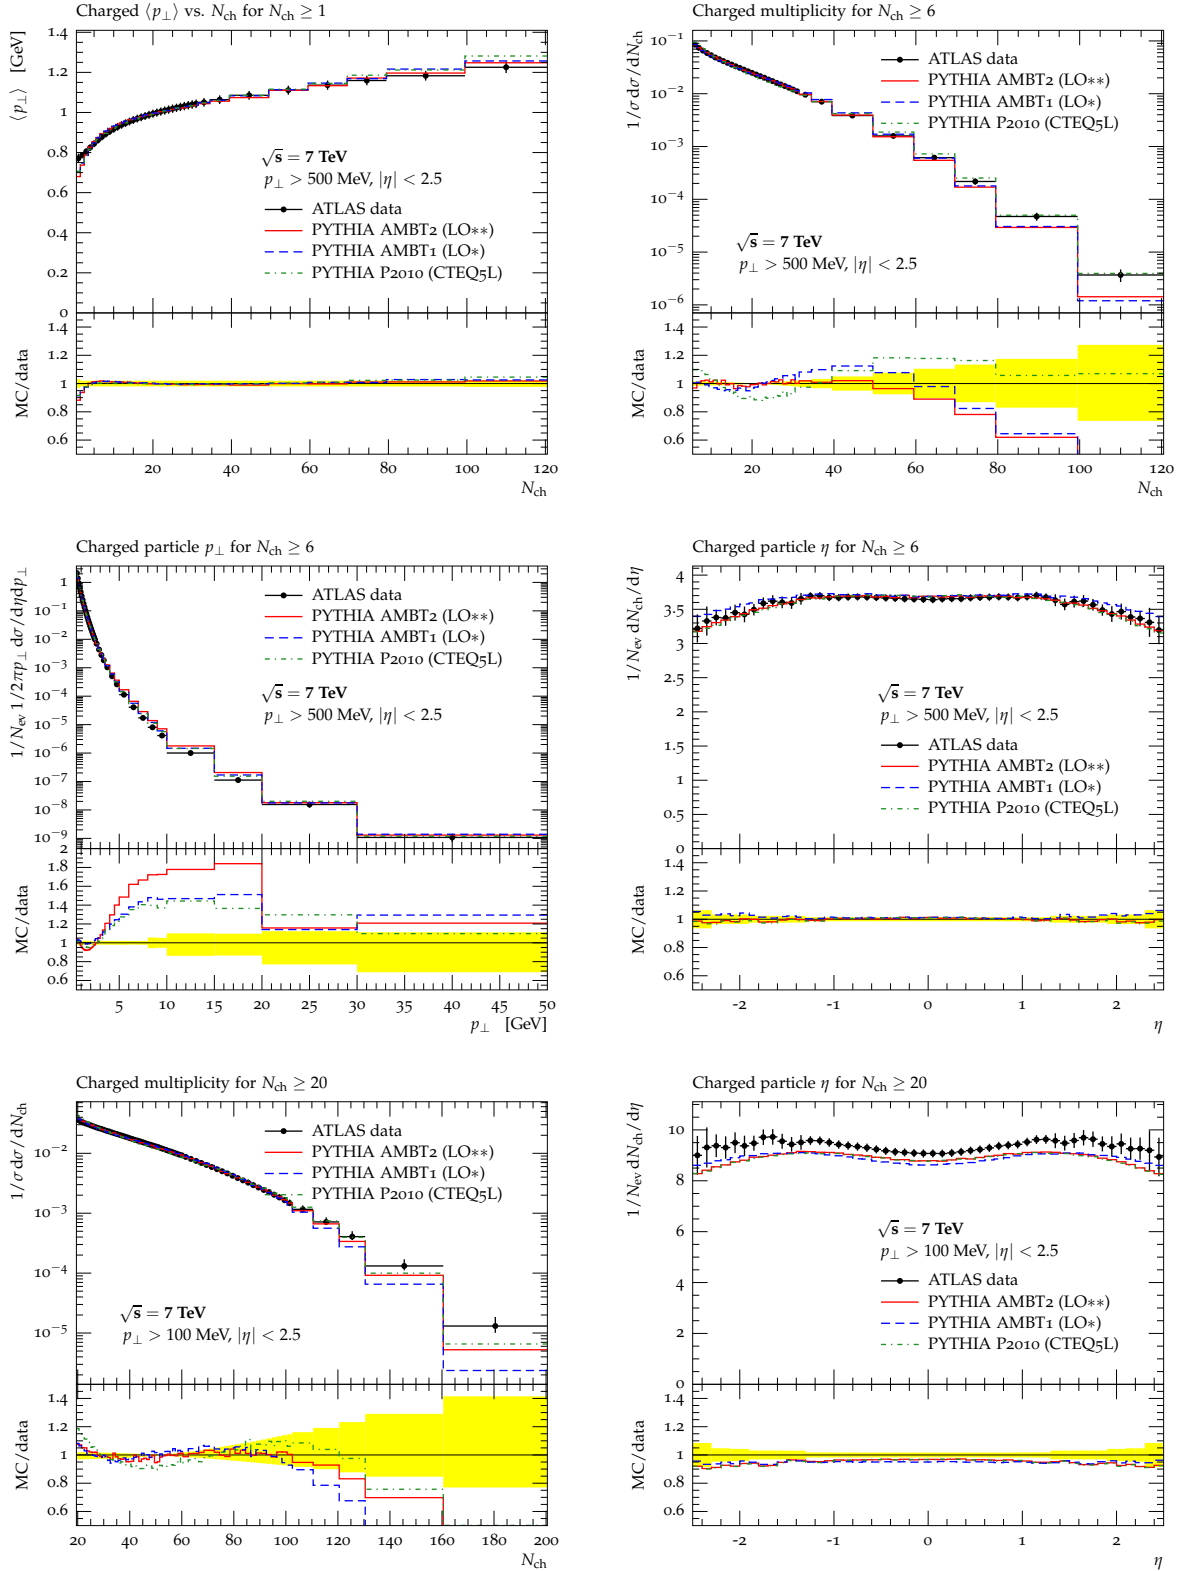 Charged ⟨p⊥⟩ vs. Nch for Nch ≥ 1
⟨p⊥⟩ [GeV]
1.4
1.2
1
0.8
0.6
0.4
0.2
0
√s = 7 TeV
p⊥ > 500 MeV, |η| < 2.5
ATLAS data
PYTHIA AMBT2 (LO**)
PYTHIA AMBT1 (LO*)
PYTHIA P2010 (CTEQ5L)
MC/data
1.4
1.2
1
0.8
0.6
20 40 60 80 100 120
Nch
Charged multiplicity for Nch ≥ 6
1/σ dσ/dNch
10⁻¹
10⁻²
10⁻³
10⁻⁴
10⁻⁵
10⁻⁶
ATLAS data
PYTHIA AMBT2 (LO**)
PYTHIA AMBT1 (LO*)
PYTHIA P2010 (CTEQ5L)
√s = 7 TeV
p⊥ > 500 MeV, |η| < 2.5
MC/data
1.4
1.2
1
0.8
0.6
20 40 60 80 100 120
Nch
Charged particle p⊥ for Nch ≥ 6
1/Nev 1/2πp⊥ dσ/dηdp⊥
1
10⁻¹
10⁻²
10⁻³
10⁻⁴
10⁻⁵
10⁻⁶
10⁻⁷
10⁻⁸
10⁻⁹
ATLAS data
PYTHIA AMBT2 (LO**)
PYTHIA AMBT1 (LO*)
PYTHIA P2010 (CTEQ5L)
√s = 7 TeV
p⊥ > 500 MeV, |η| < 2.5
MC/data
2
1.8
1.6
1.4
1.2
1
0.8
0.6
5 10 15 20 25 30 35 40 45 50
p⊥ [GeV]
Charged particle η for Nch ≥ 6
1/Nev dNch/dη
4
3.5
3
2.5
2
1.5
1
0.5
0
√s = 7 TeV
p⊥ > 500 MeV, |η| < 2.5
ATLAS data
PYTHIA AMBT2 (LO**)
PYTHIA AMBT1 (LO*)
PYTHIA P2010 (CTEQ5L)
MC/data
1.4
1.2
1
0.8
0.6
-2 -1 0 1 2
η
Charged multiplicity for Nch ≥ 20
1/σ dσ/dNch
10⁻²
10⁻³
10⁻⁴
10⁻⁵
ATLAS data
PYTHIA AMBT2 (LO**)
PYTHIA AMBT1 (LO*)
PYTHIA P2010 (CTEQ5L)
√s = 7 TeV
p⊥ > 100 MeV, |η| < 2.5
MC/data
1.4
1.2
1
0.8
0.6
20 40 60 80 100 120 140 160 180 200
Nch
Charged particle η for Nch ≥ 20
1/Nev dNch/dη
10
8
6
4
2
0
√s = 7 TeV
p⊥ > 100 MeV, |η| < 2.5
ATLAS data
PYTHIA AMBT2 (LO**)
PYTHIA AMBT1 (LO*)
PYTHIA P2010 (CTEQ5L)
MC/data
1.4
1.2
1
0.8
0.6
-2 -1 0 1 2
η